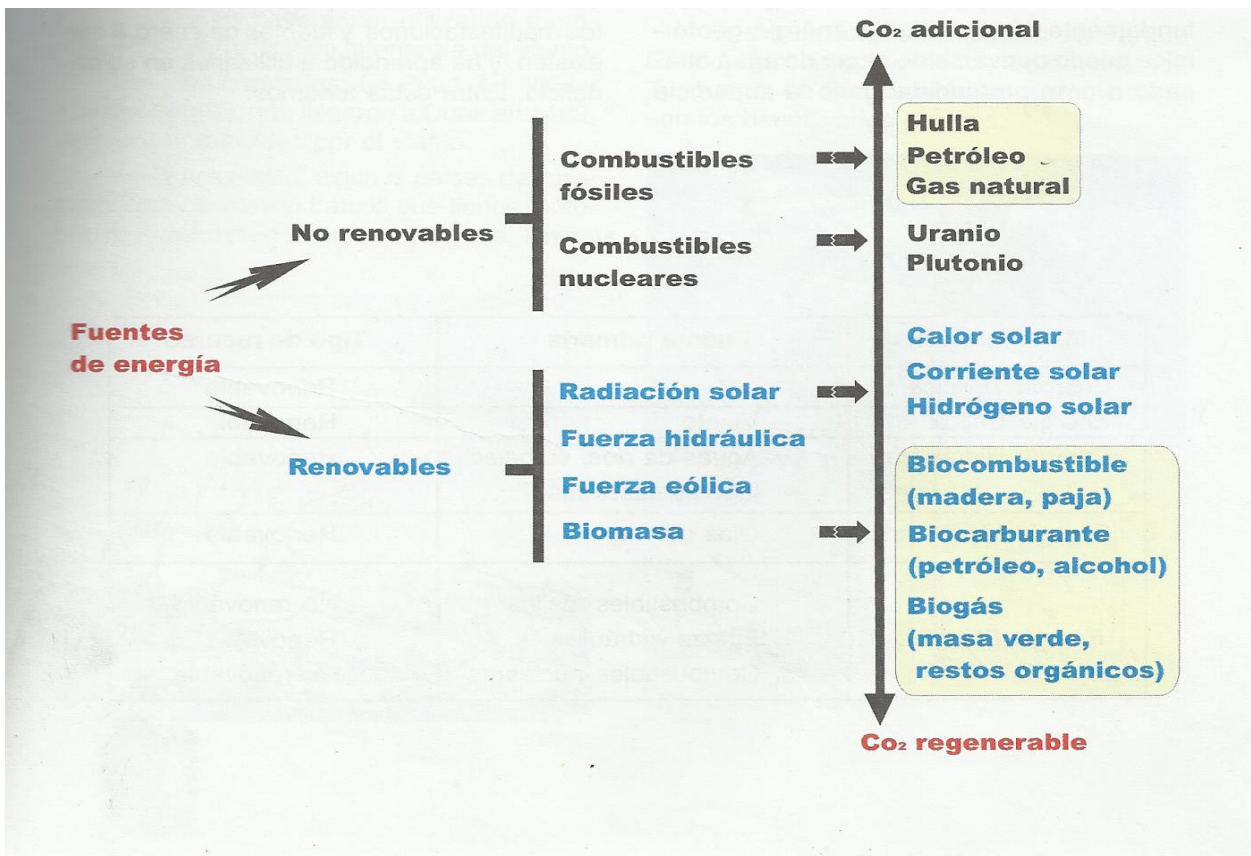 Co₂ adicional
Hulla
Petróleo
Gas natural
Combustibles
fósiles
No renovables
Combustibles
nucleares
Uranio
Plutonio
Fuentes
de energía
Calor solar
Corriente solar
Hidrógeno solar
Radiación solar
Fuerza hidráulica
Renovables
Fuerza eólica
Biomasa
Biocombustible
(madera, paja)
Biocarburante
(petróleo, alcohol)
Biogás
(masa verde,
restos orgánicos)
Co₂ regenerable